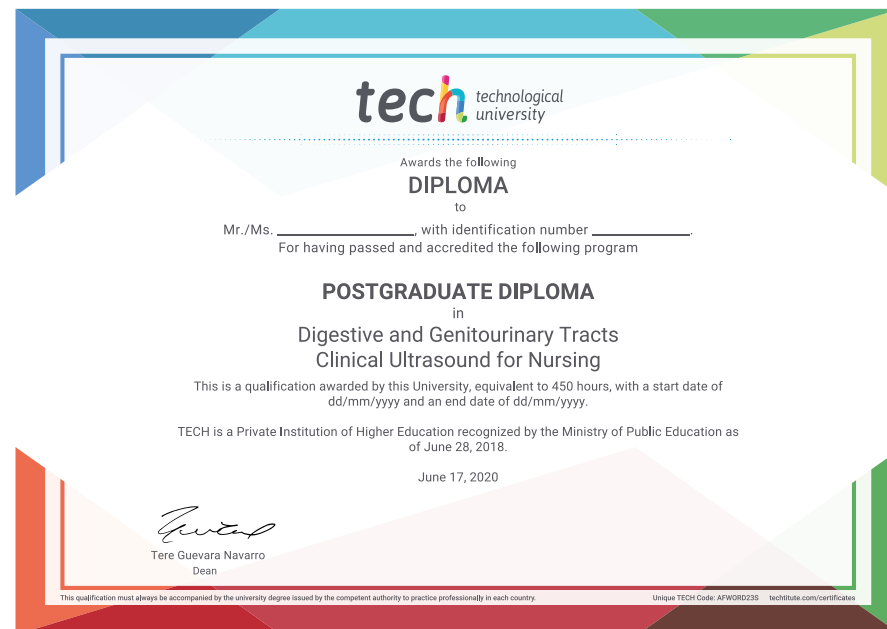 tech technological
university
Awards the following
DIPLOMA
to
Mr./Ms. ____________________, with identification number ______________.
For having passed and accredited the following program
POSTGRADUATE DIPLOMA
in
Digestive and Genitourinary Tracts
Clinical Ultrasound for Nursing
This is a qualification awarded by this University, equivalent to 450 hours, with a start date of
dd/mm/yyyy and an end date of dd/mm/yyyy.
TECH is a Private Institution of Higher Education recognized by the Ministry of Public Education as
of June 28, 2018.
June 17, 2020
Tere Guevara Navarro
Dean
This qualification must always be accompanied by the university degree issued by the competent authority to practice professionally in each country. Unique TECH Code: AFWORD23S techtitute.com/certificates